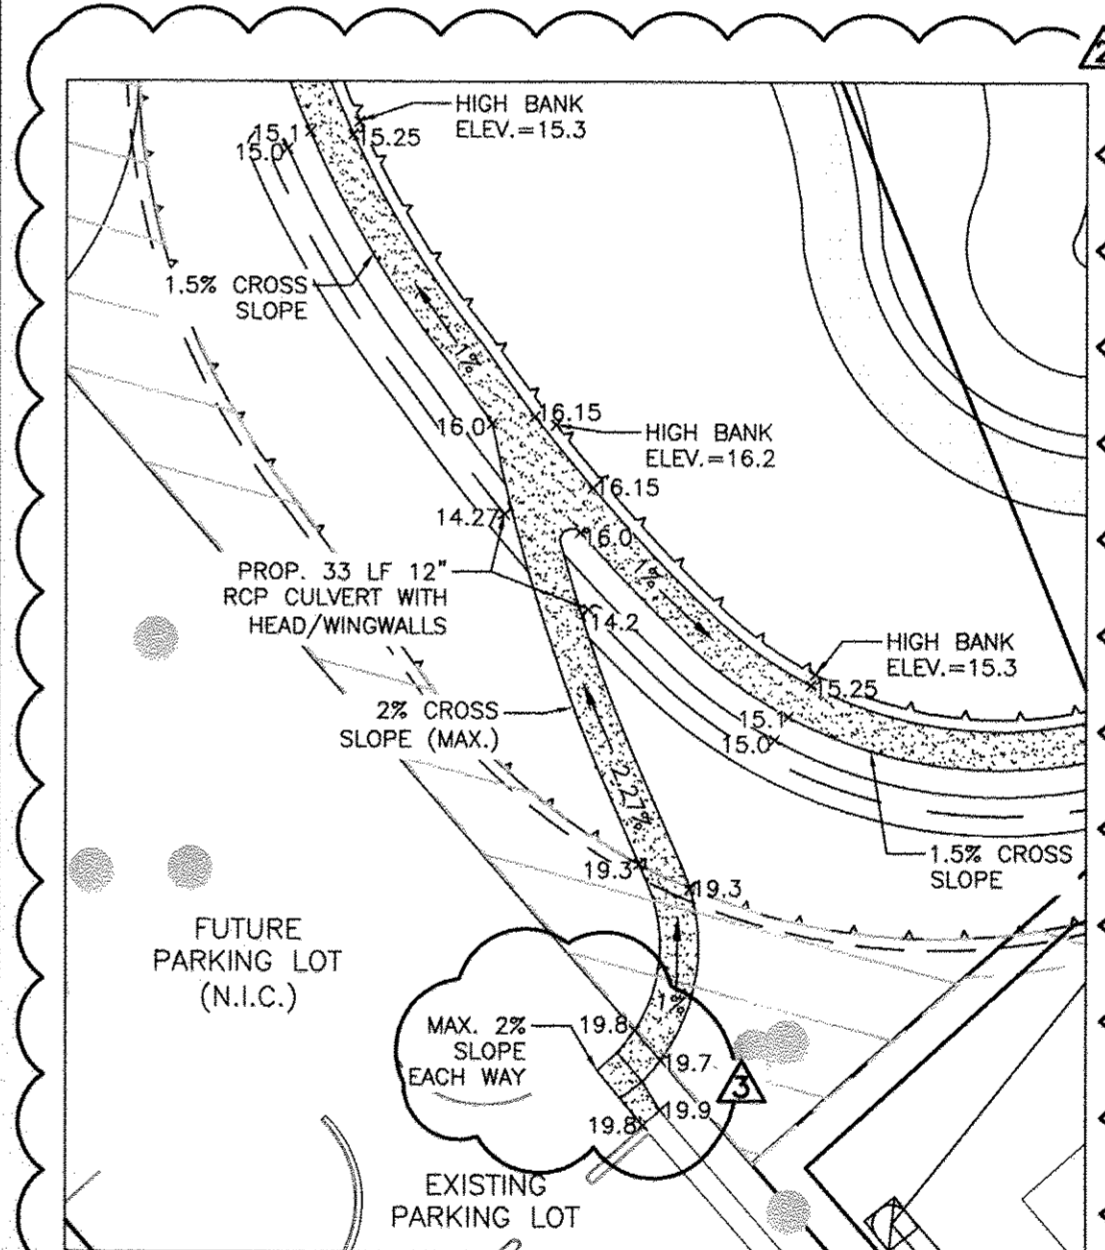 HIGH BANK
ELEV.=15.3
15.1
15.25
15.0
1.5% CROSS
SLOPE
1%
16.15
16.0
HIGH BANK
ELEV.=16.2
16.15
14.27
16.0
PROP. 33 LF 12"
RCP CULVERT WITH
HEAD/WINGWALLS
1%
14.2
HIGH BANK
ELEV.=15.3
15.25
2% CROSS
SLOPE (MAX.)
15.1
15.0
2.27%
1.5% CROSS
SLOPE
19.3
19.3
FUTURE
PARKING LOT
(N.I.C.)
1%
MAX. 2%
SLOPE
EACH WAY
19.8
19.7
3
19.9
19.8
EXISTING
PARKING LOT